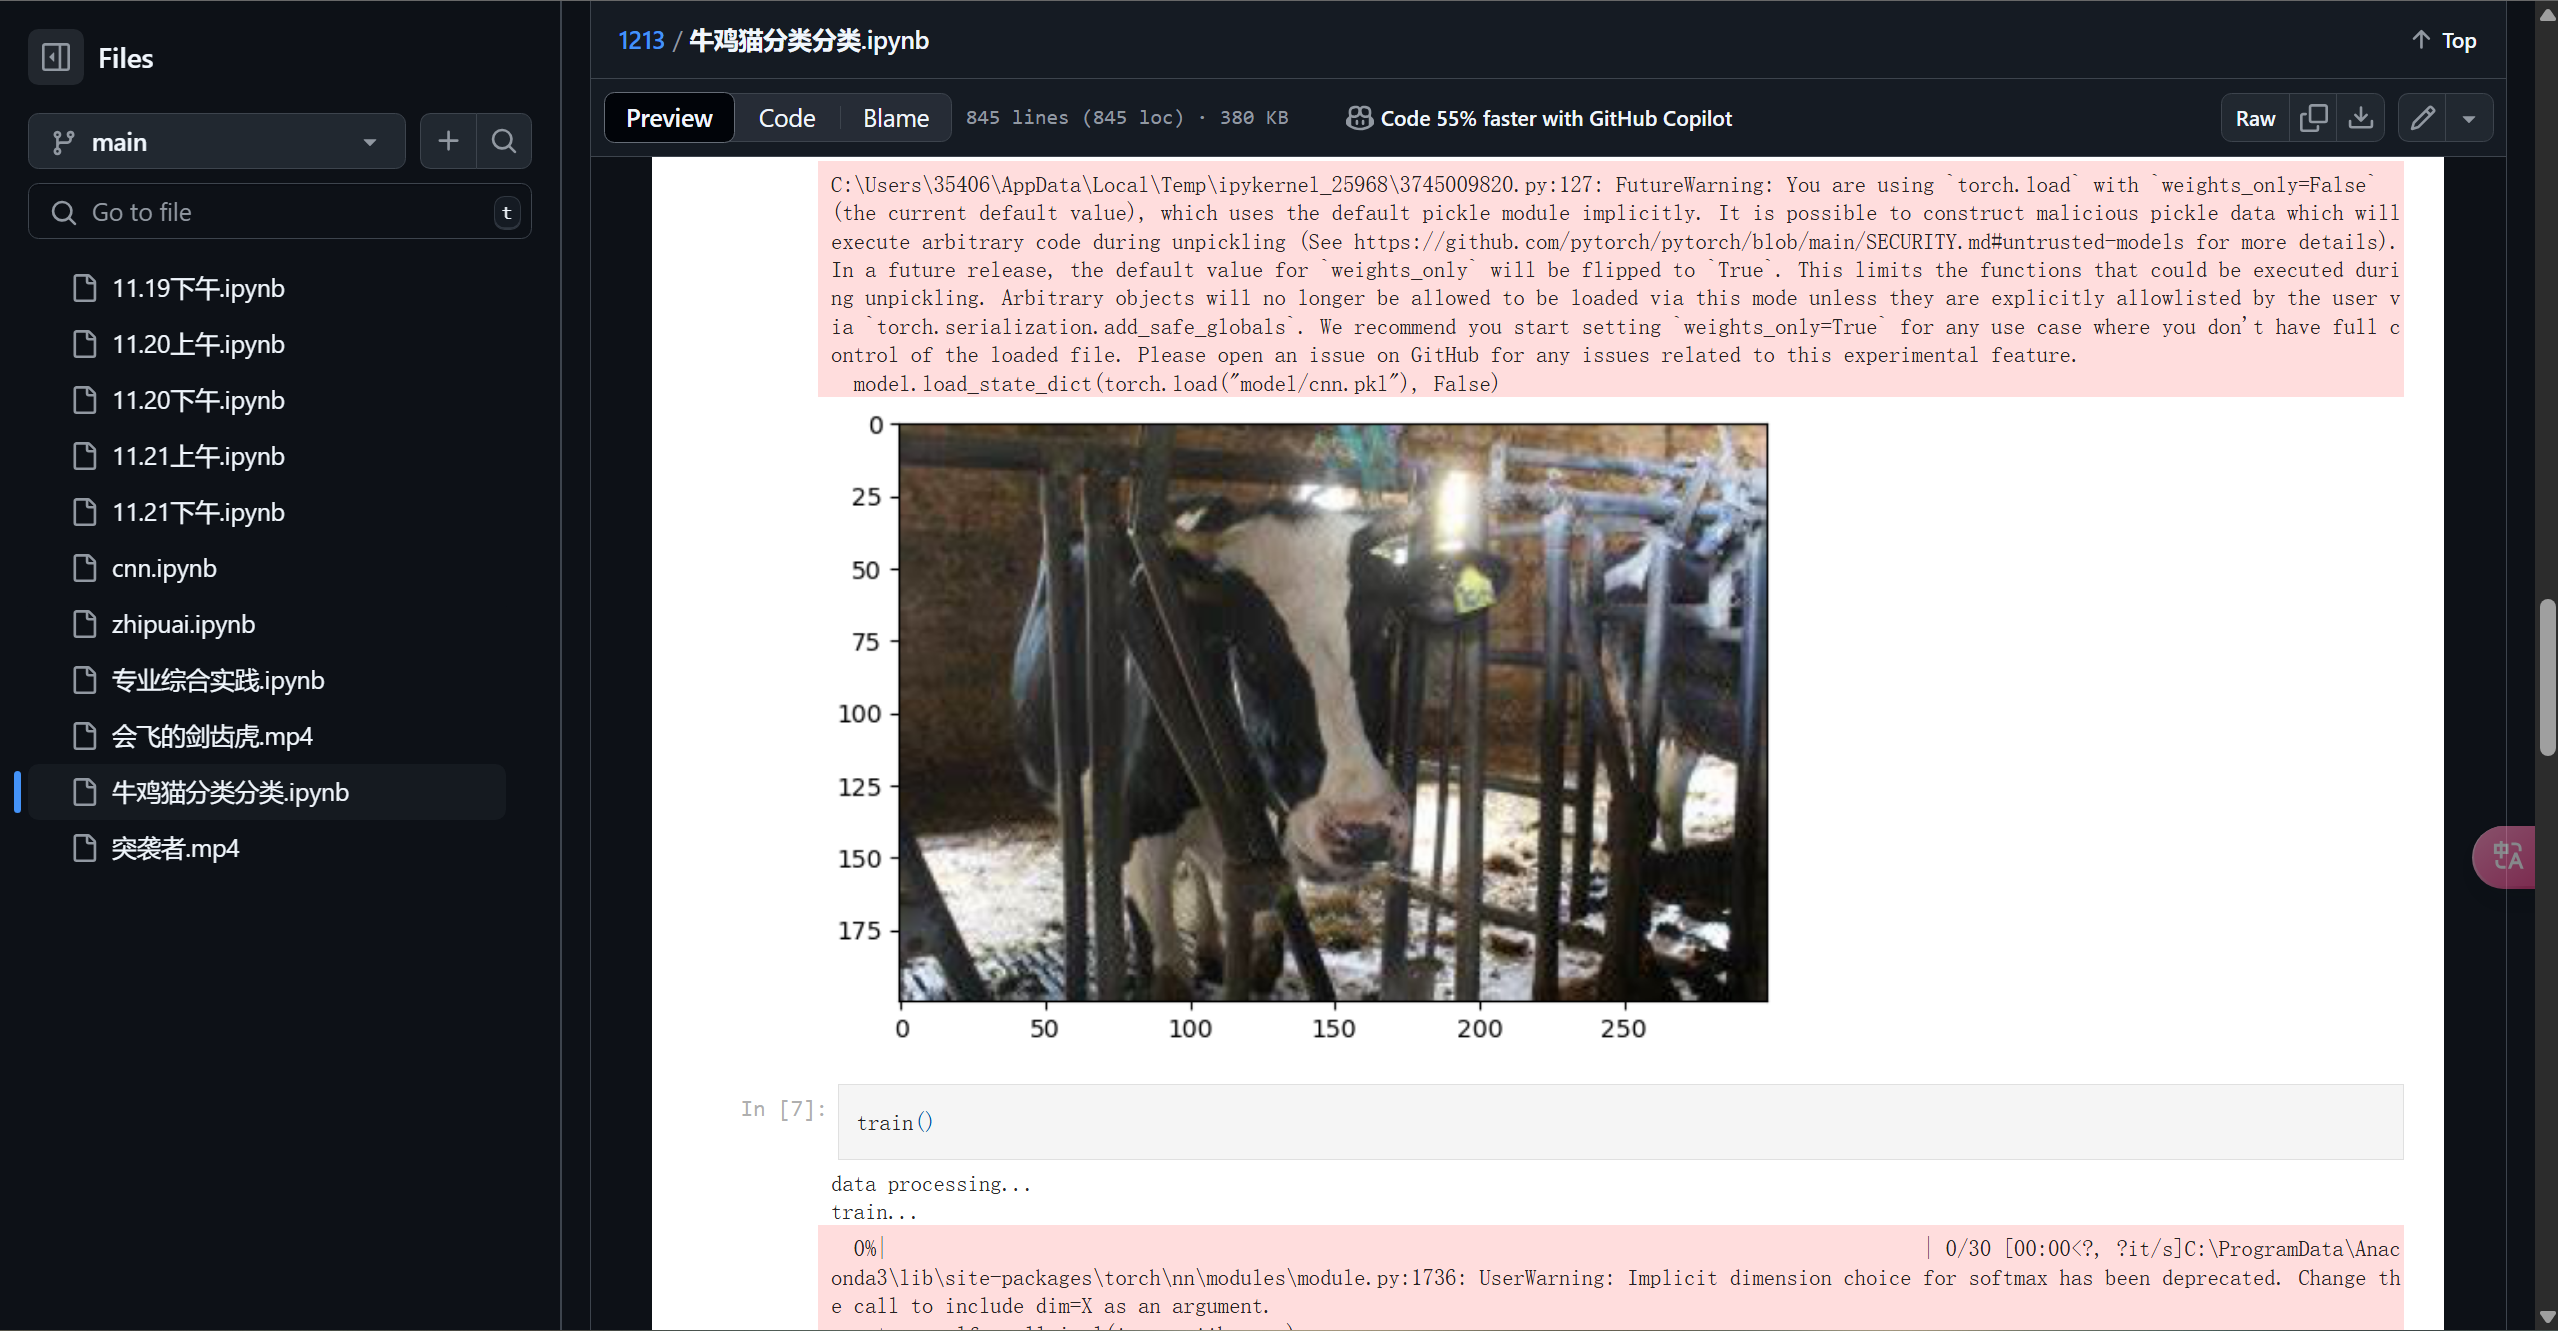 Files
main
Go to file
t
11.19下午.ipynb
11.20上午.ipynb
11.20下午.ipynb
11.21上午.ipynb
11.21下午.ipynb
cnn.ipynb
zhipuai.ipynb
专业综合实践.ipynb
会飞的剑齿虎.mp4
牛鸡猫分类分类.ipynb
突袭者.mp4
1213 / 牛鸡猫分类分类.ipynb
Top
Preview Code Blame 845 lines (845 loc) · 380 KB Code 55% faster with GitHub Copilot Raw
C:\Users\35406\AppData\Local\Temp\ipykernel_25968\3745009820.py:127: FutureWarning: You are using `torch.load` with `weights_only=False`
(the current default value), which uses the default pickle module implicitly. It is possible to construct malicious pickle data which will
execute arbitrary code during unpickling (See https://github.com/pytorch/pytorch/blob/main/SECURITY.md#untrusted-models for more details).
In a future release, the default value for `weights_only` will be flipped to `True`. This limits the functions that could be executed duri
ng unpickling. Arbitrary objects will no longer be allowed to be loaded via this mode unless they are explicitly allowlisted by the user v
ia `torch.serialization.add_safe_globals`. We recommend you start setting `weights_only=True` for any use case where you don't have full c
ontrol of the loaded file. Please open an issue on GitHub for any issues related to this experimental feature.
model.load_state_dict(torch.load("model/cnn.pkl"), False)
0
25
50
75
100
125
150
175
0 50 100 150 200 250
In [7]: train()
data processing...
train...
0%| | 0/30 [00:00<?, ?it/s]C:\ProgramData\Anac
onda3\lib\site-packages\torch\nn\modules\module.py:1736: UserWarning: Implicit dimension choice for softmax has been deprecated. Change th
e call to include dim=X as an argument.
中A